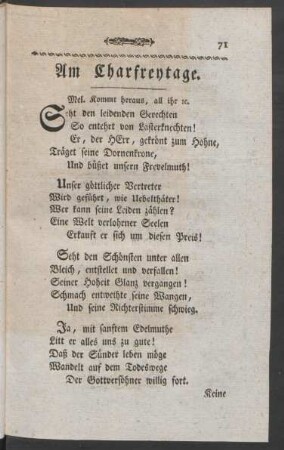 71
Am Charfreytage.
Mel. Kommt heraus, all ihr ꝛc.
Seht den leidenden Gerechten
So entehrt von Lasterknechten!
Er, der HErr, gekrönt zum Hohne,
Träget seine Dornenkrone,
Und büßet unsern Frevelmuth!
Unser göttlicher Vertreter
Wird geführt, wie Uebelthäter!
Wer kann seine Leiden zählen?
Eine Welt verlohrner Seelen
Erkauft er sich um diesen Preis!
Seht den Schönsten unter allen
Bleich, entstellet und verfallen!
Seiner Hoheit Glanz vergangen!
Schmach entweihte seine Wangen,
Und seine Richterstimme schwieg.
Ja, mit sanftem Edelmuthe
Litt er alles uns zu gute!
Daß der Sünder leben möge
Wandelt auf dem Todeswege
Der Gottversöhner willig fort.
Keine